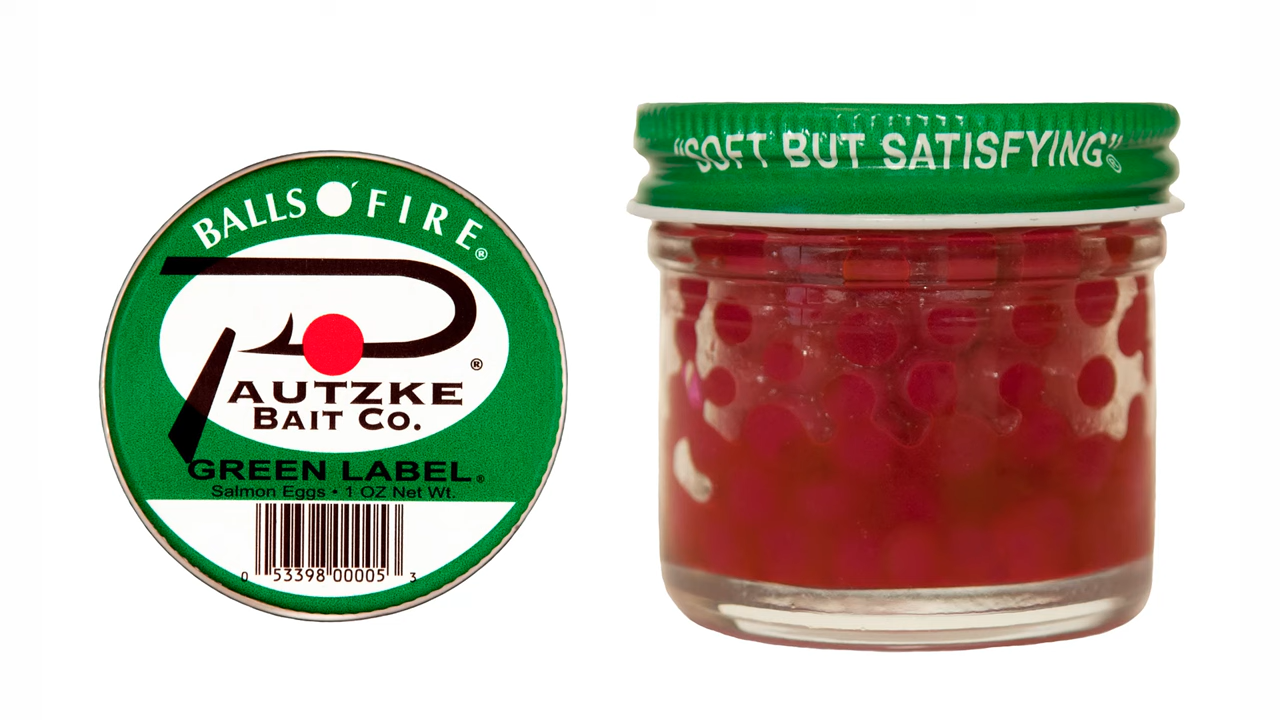 BALLS O' FIRE®
PAUTZKE®
BAIT CO.
GREEN LABEL®
Salmon Eggs • 1 OZ Net Wt.
0 53398 00005 3
"SOFT BUT SATISFYING"®